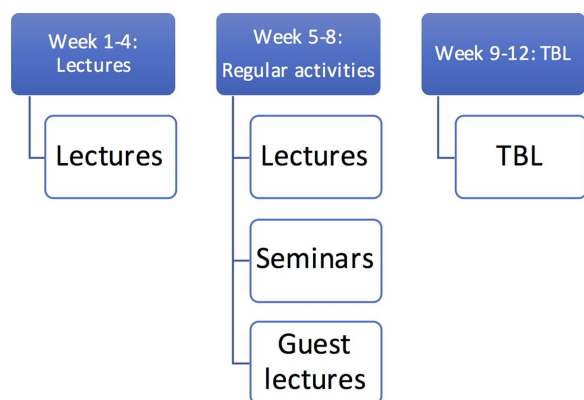 Week 1-4:
Lectures
Lectures
Week 5-8:
Regular activities
Lectures
Seminars
Guest
lectures
Week 9-12: TBL
TBL